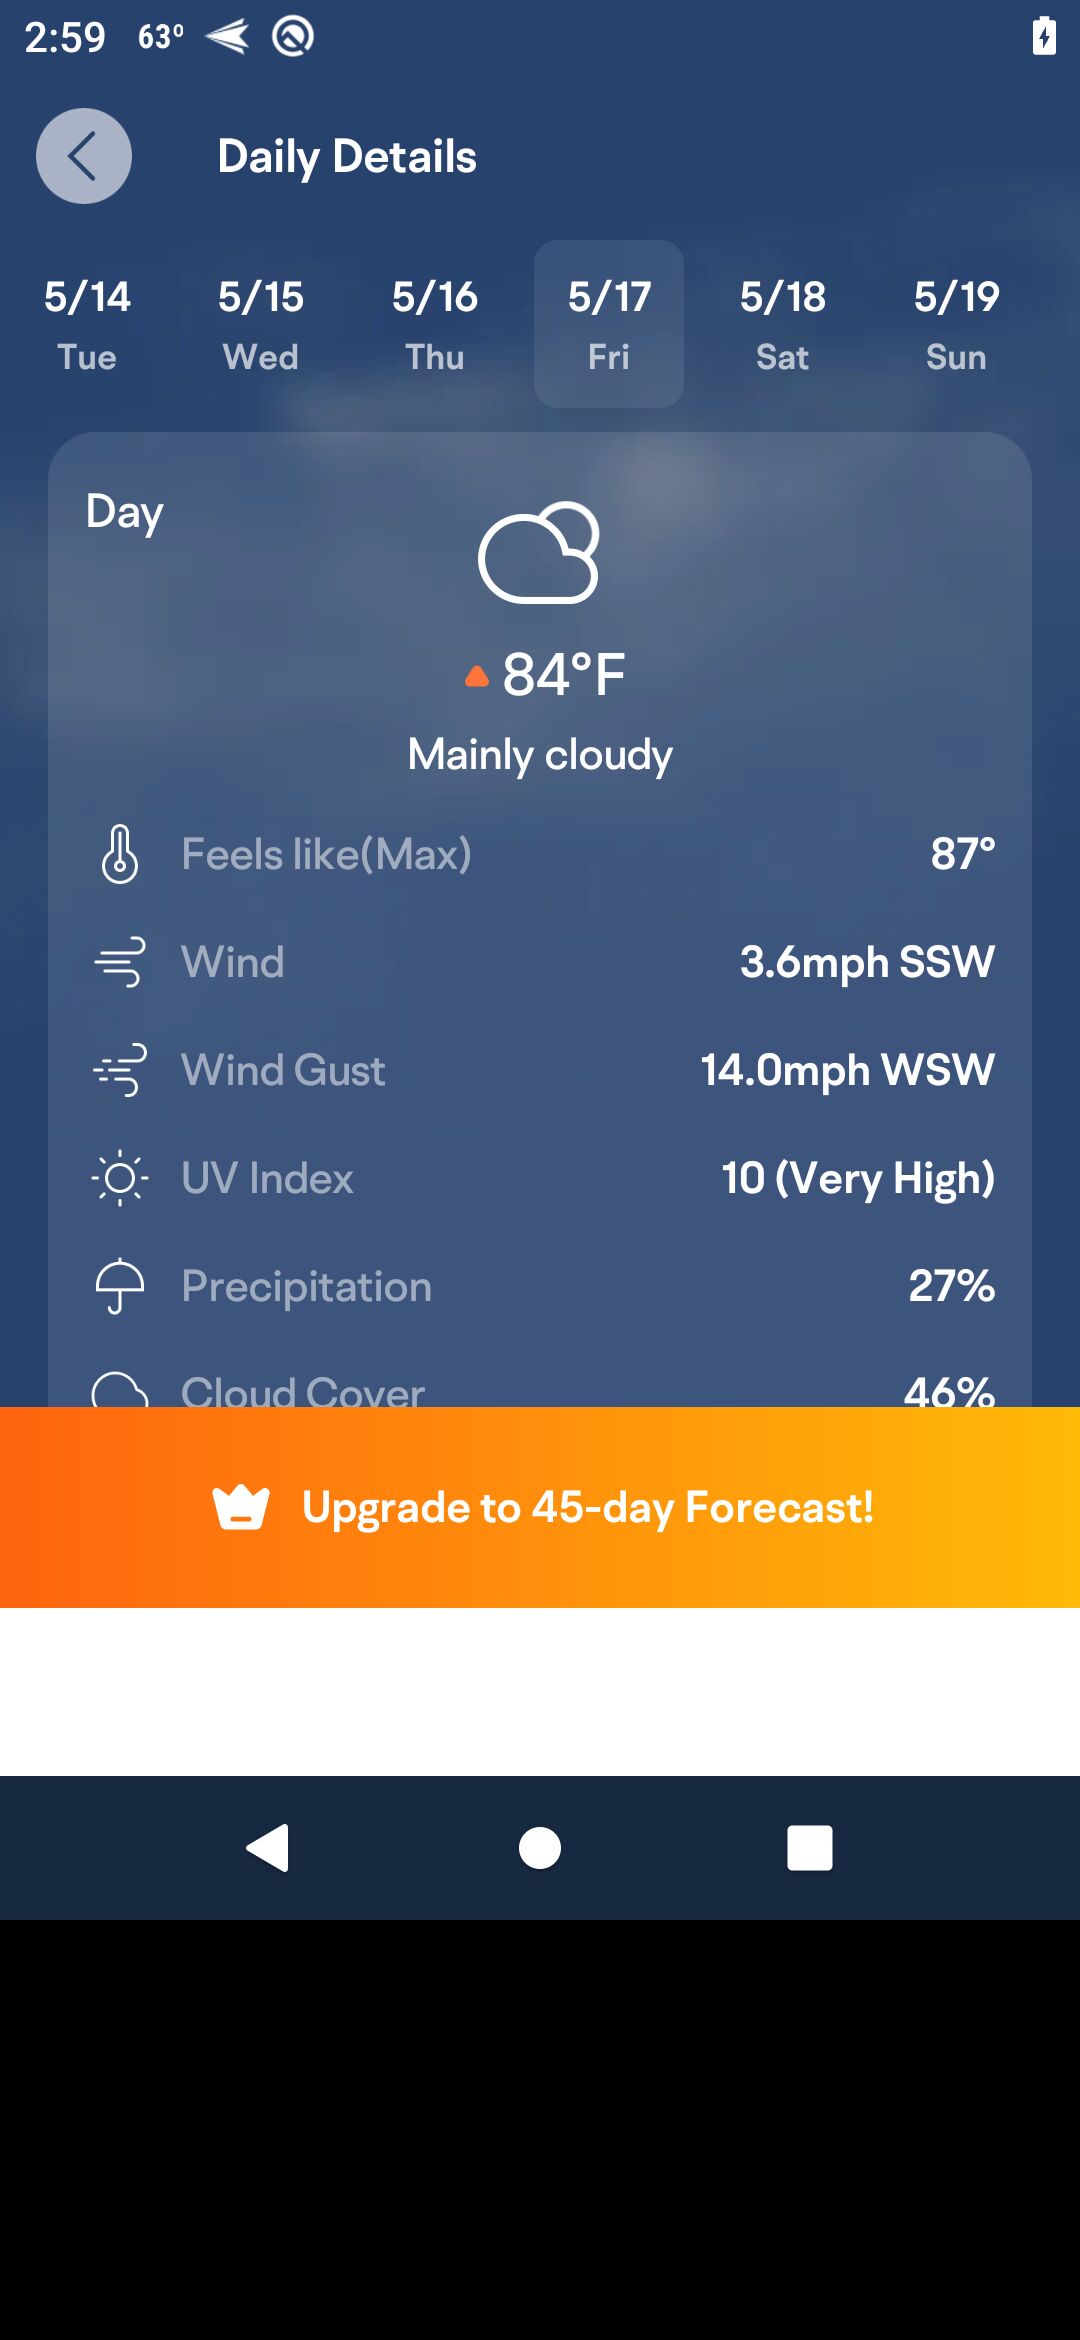 2:59 63°
Daily Details
5/14 5/15 5/16 5/17 5/18 5/19
Tue Wed Thu Fri Sat Sun
Day
84°F
Mainly cloudy
Feels like(Max) 87°
Wind 3.6mph SSW
Wind Gust 14.0mph WSW
UV Index 10 (Very High)
Precipitation 27%
Cloud Cover 46%
Upgrade to 45-day Forecast!